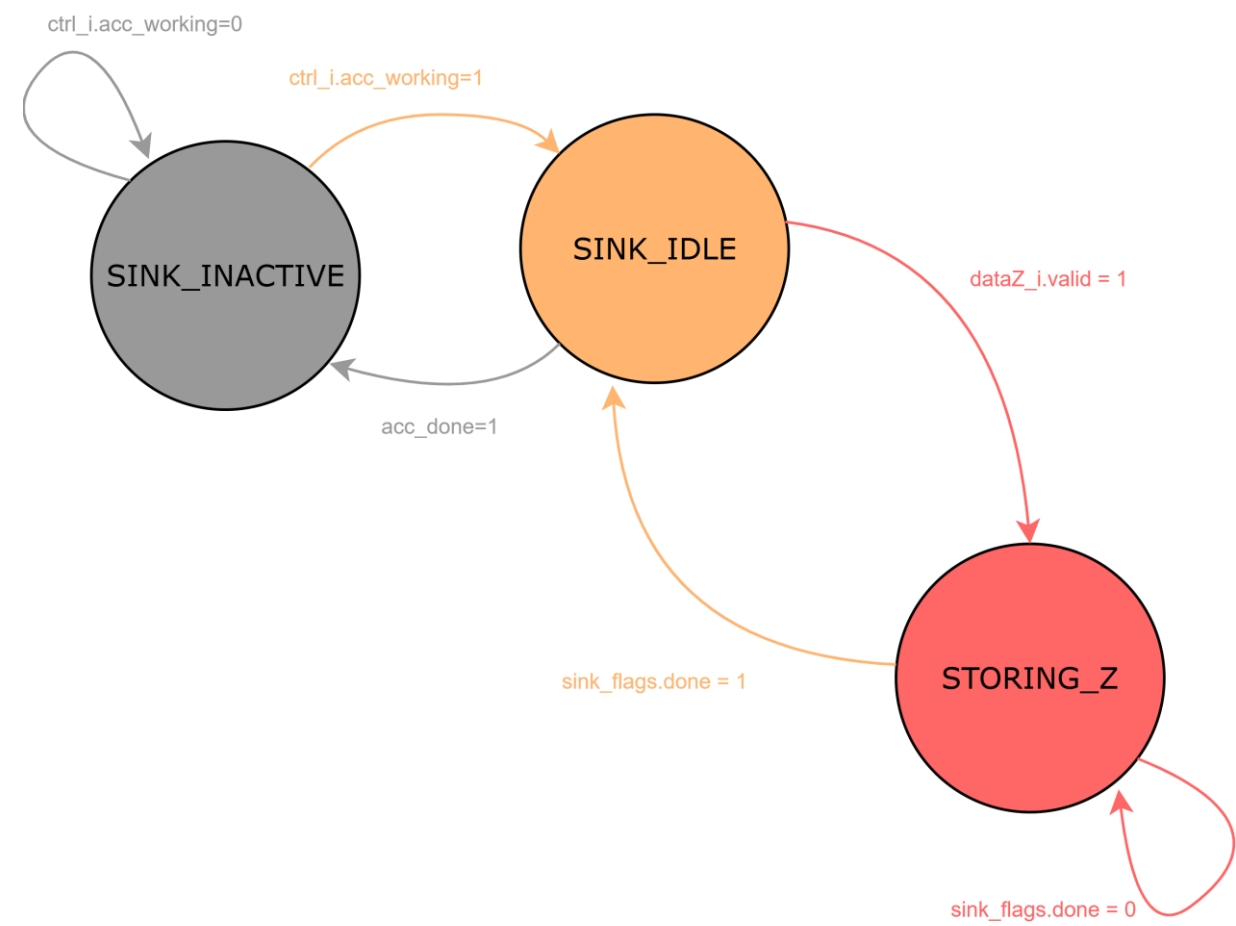 ctrl_i.acc_working=0
ctrl_i.acc_working=1
SINK_INACTIVE
SINK_IDLE
dataZ_i.valid = 1
acc_done=1
sink_flags.done = 1
STORING_Z
sink_flags.done = 0